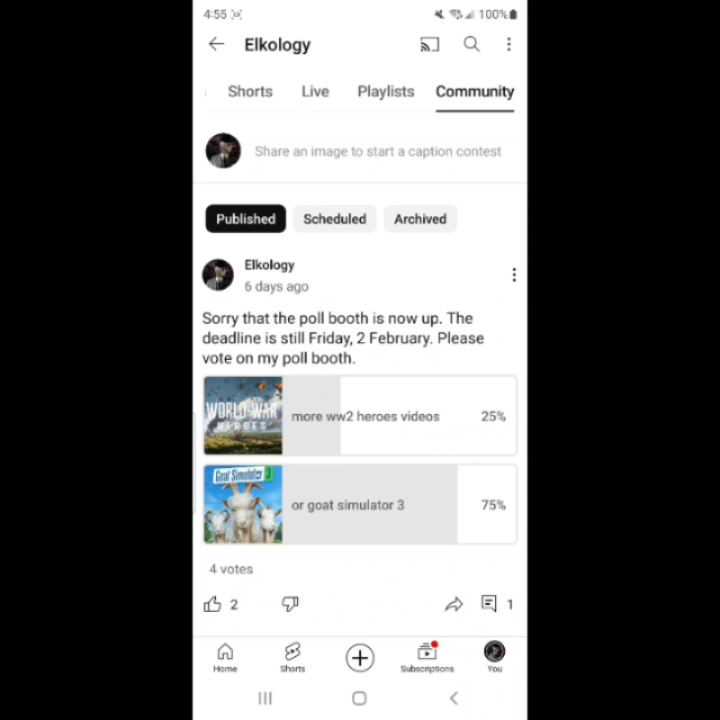 4:55 100%
Elkology
Shorts Live Playlists Community
Share an image to start a caption contest
Published Scheduled Archived
Elkology
6 days ago
Sorry that the poll booth is now up. The
deadline is still Friday, 2 February. Please
vote on my poll booth.
WORLD WAR
HEROES
more ww2 heroes videos 25%
Goat Simulator 3
or goat simulator 3 75%
4 votes
2 1
Home Shorts Subscriptions You